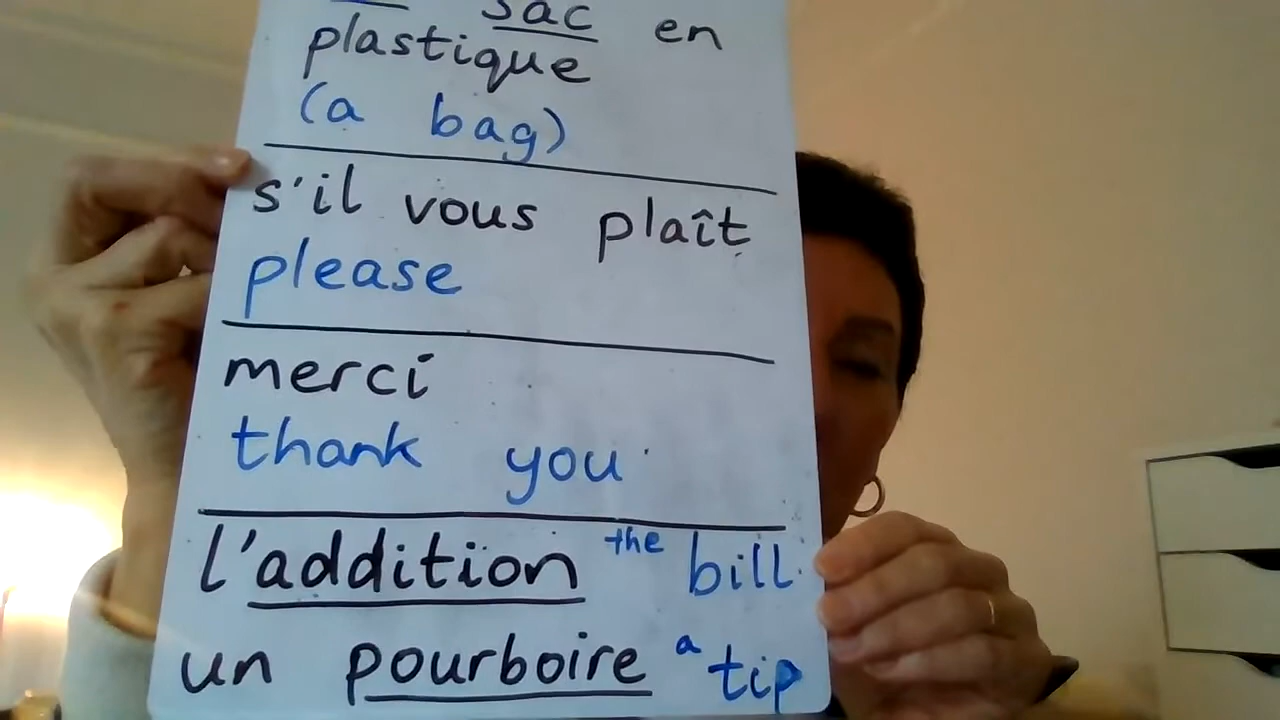 sac en
plastique
(a bag)
s'il vous plaît
please
merci
thank you
l'addition the bill
un pourboire a tip